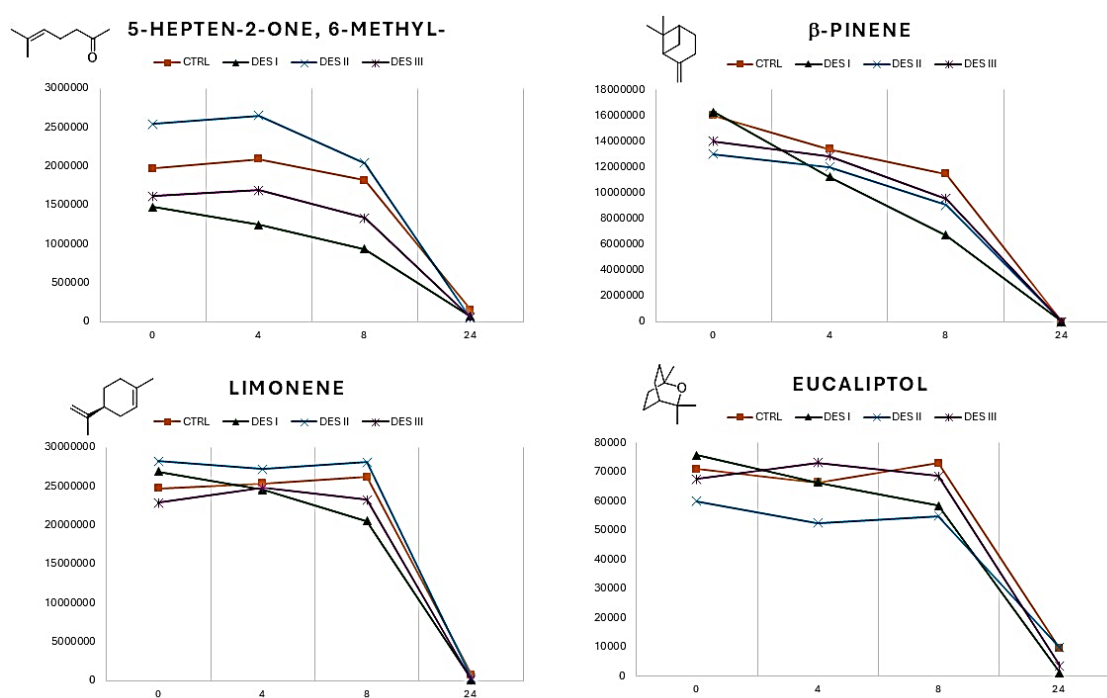 5-HEPTEN-2-ONE, 6-METHYL-
O
CTRL DES I DES II DES III
3000000
2500000
2000000
1500000
1000000
500000
0
0 4 8 24
β-PINENE
CTRL DES I DES II DES III
18000000
16000000
14000000
12000000
10000000
8000000
6000000
4000000
2000000
0
0 4 8 24
LIMONENE
CTRL DES I DES II DES III
30000000
25000000
20000000
15000000
10000000
5000000
0
0 4 8 24
EUCALIPTOL
O
CTRL DES I DES II DES III
80000
70000
60000
50000
40000
30000
20000
10000
0
0 4 8 24